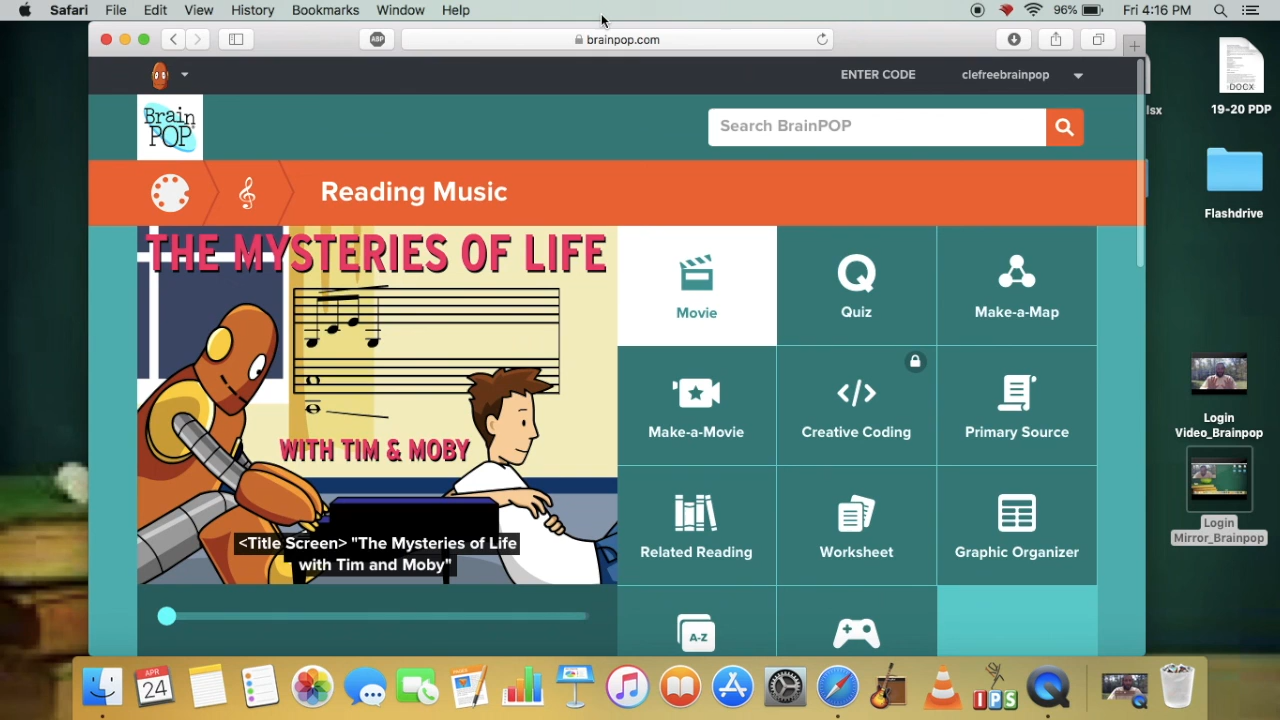 Safari File Edit View History Bookmarks Window Help 96% Fri 4:16 PM
ABP brainpop.com
ENTER CODE clefreebrainpop
Brain
POP
Search BrainPOP
Reading Music
THE MYSTERIES OF LIFE
WITH TIM & MOBY
<Title Screen> "The Mysteries of Life
with Tim and Moby"
Movie
Q
Quiz
Make-a-Map
Make-a-Movie
</>
Creative Coding
Primary Source
Related Reading
Worksheet
Graphic Organizer
A-Z
lsx
DOCX
19-20 PDP
Flashdrive
Login
Video_Brainpop
Login
Mirror_Brainpop
APR
24
IPS